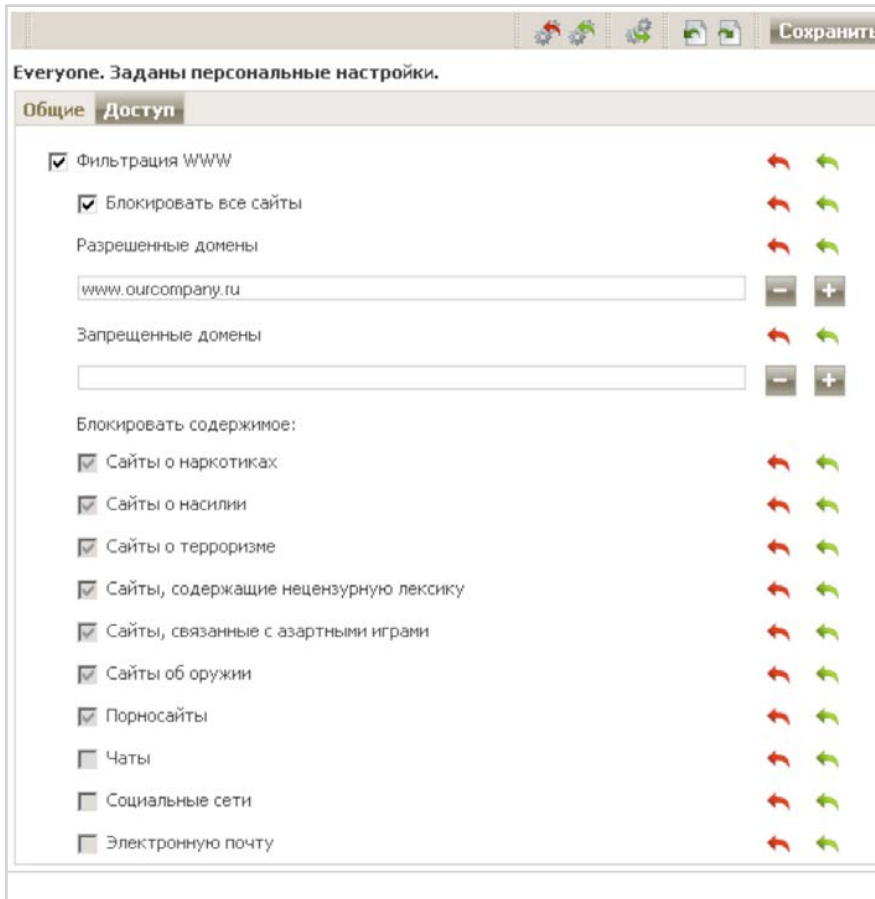 Сохранить
Everyone. Заданы персональные настройки.
Общие Доступ
Фильтрация WWW
Блокировать все сайты
Разрешенные домены
www.ourcompany.ru
Запрещенные домены
Блокировать содержимое:
Сайты о наркотиках
Сайты о насилии
Сайты о терроризме
Сайты, содержащие нецензурную лексику
Сайты, связанные с азартными играми
Сайты об оружии
Порносайты
Чаты
Социальные сети
Электронную почту